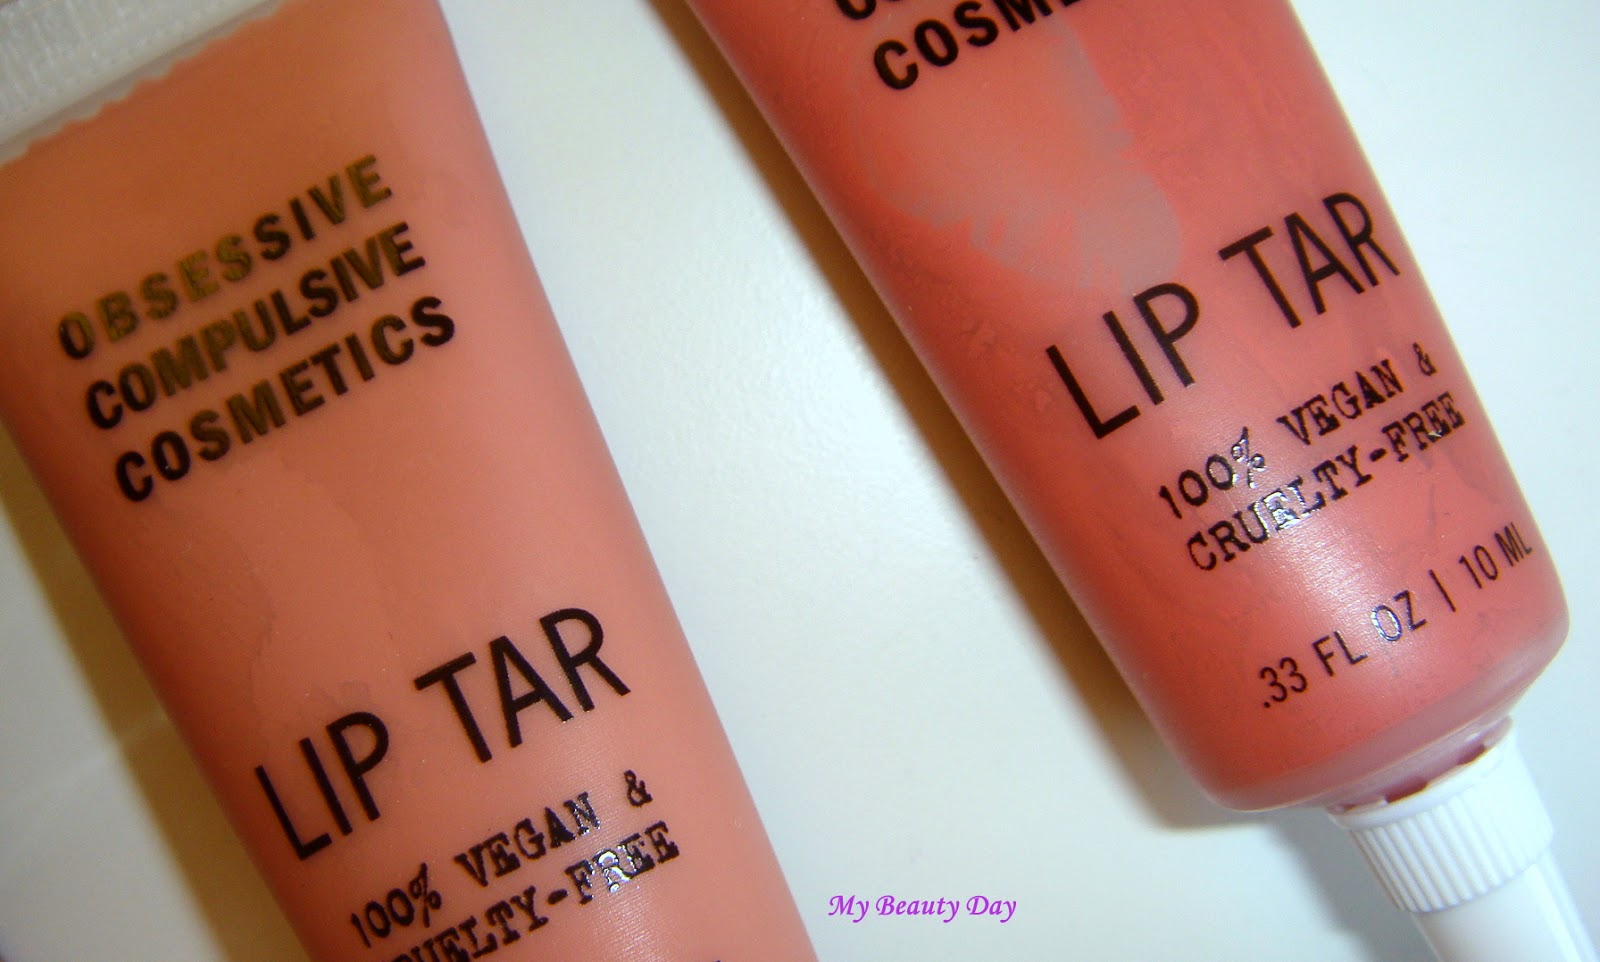 OBSESSIVE
COMPULSIVE
COSMETICS
LIP TAR
100% VEGAN &
CRUELTY-FREE
COSMETICS
LIP TAR
100% VEGAN &
CRUELTY-FREE
.33 FL OZ | 10 ML
My Beauty Day